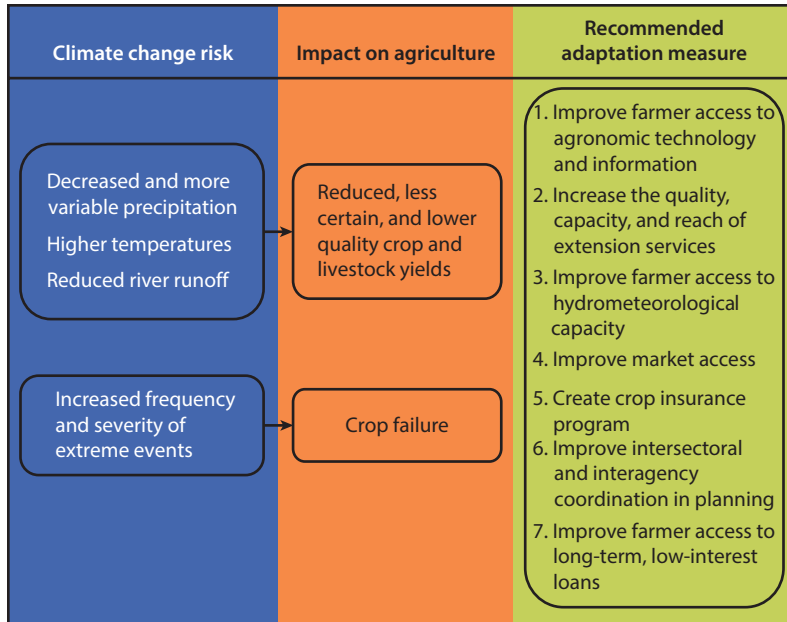 Climate change risk
Impact on agriculture
Recommended
adaptation measure
Decreased and more
variable precipitation
Higher temperatures
Reduced river runoff
Reduced, less
certain, and lower
quality crop and
livestock yields
Increased frequency
and severity of
extreme events
Crop failure
1. Improve farmer access to
agronomic technology
and information
2. Increase the quality,
capacity, and reach of
extension services
3. Improve farmer access to
hydrometeorological
capacity
4. Improve market access
5. Create crop insurance
program
6. Improve intersectoral
and interagency
coordination in planning
7. Improve farmer access to
long-term, low-interest
loans